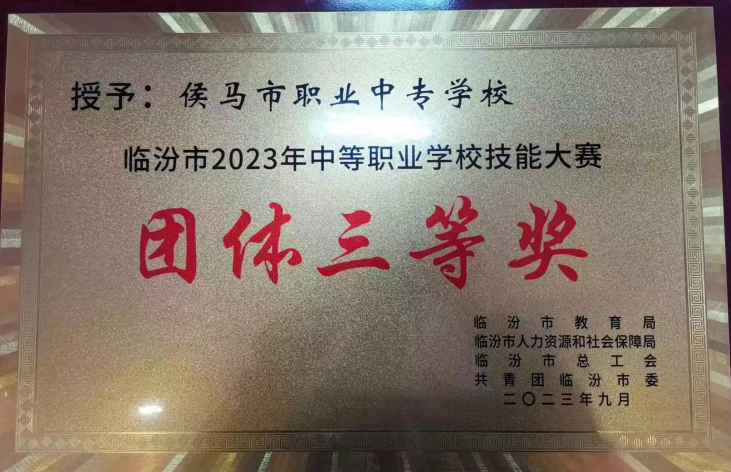 授予：侯马市职业中专学校
临汾市2023年中等职业学校技能大赛
团体三等奖
临汾市教育局
临汾市人力资源和社会保障局
临汾市总工会
共青团临汾市委
二〇二三年九月